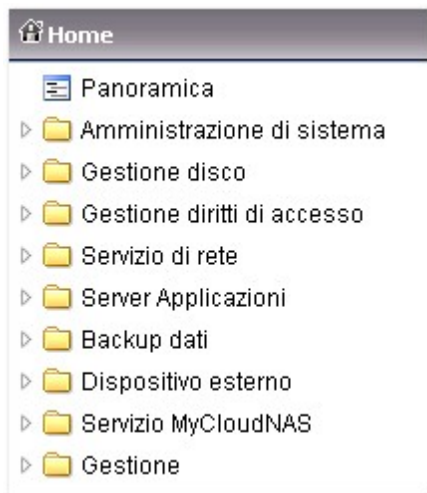 Home
Panoramica
Amministrazione di sistema
Gestione disco
Gestione diritti di accesso
Servizio di rete
Server Applicazioni
Backup dati
Dispositivo esterno
Servizio MyCloudNAS
Gestione